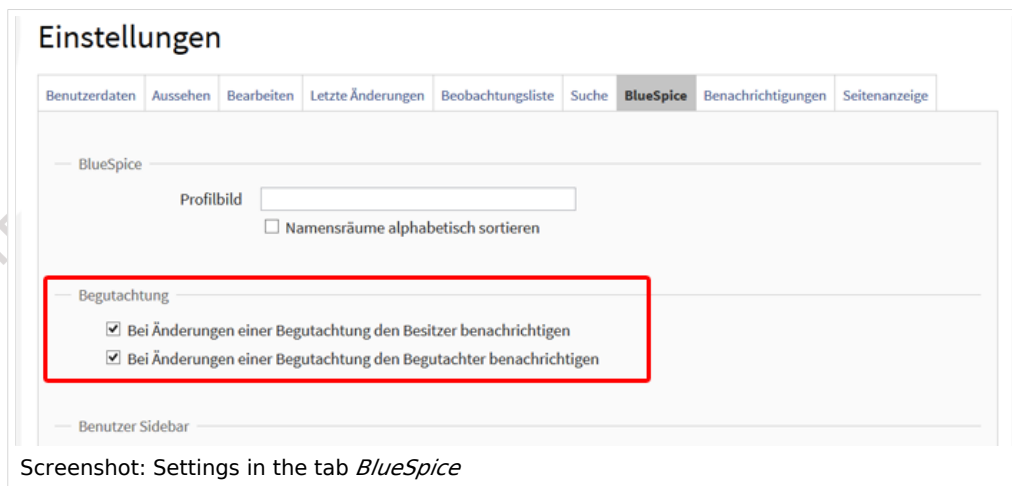 Einstellungen
Benutzerdaten Aussehen Bearbeiten Letzte Änderungen Beobachtungsliste Suche BlueSpice Benachrichtigungen Seitenanzeige
BlueSpice
Profilbild
Namensräume alphabetisch sortieren
Begutachtung
Bei Änderungen einer Begutachtung den Besitzer benachrichtigen
Bei Änderungen einer Begutachtung den Begutachter benachrichtigen
Benutzer Sidebar
Screenshot: Settings in the tab BlueSpice